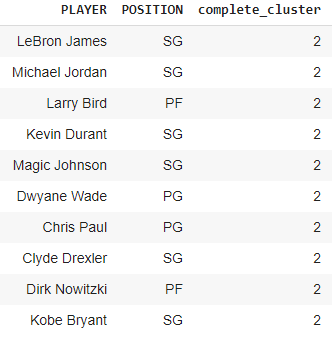 PLAYER POSITION complete_cluster
LeBron James SG 2
Michael Jordan SG 2
Larry Bird PF 2
Kevin Durant SG 2
Magic Johnson SG 2
Dwyane Wade PG 2
Chris Paul PG 2
Clyde Drexler SG 2
Dirk Nowitzki PF 2
Kobe Bryant SG 2